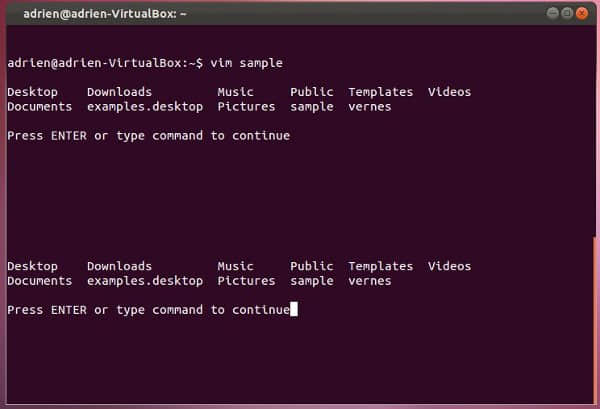 adrien@adrien-VirtualBox: ~
adrien@adrien-VirtualBox:~$ vim sample
Desktop    Downloads         Music     Public  Templates  Videos
Documents  examples.desktop  Pictures  sample  vernes
Press ENTER or type command to continue
Desktop    Downloads         Music     Public  Templates  Videos
Documents  examples.desktop  Pictures  sample  vernes
Press ENTER or type command to continue